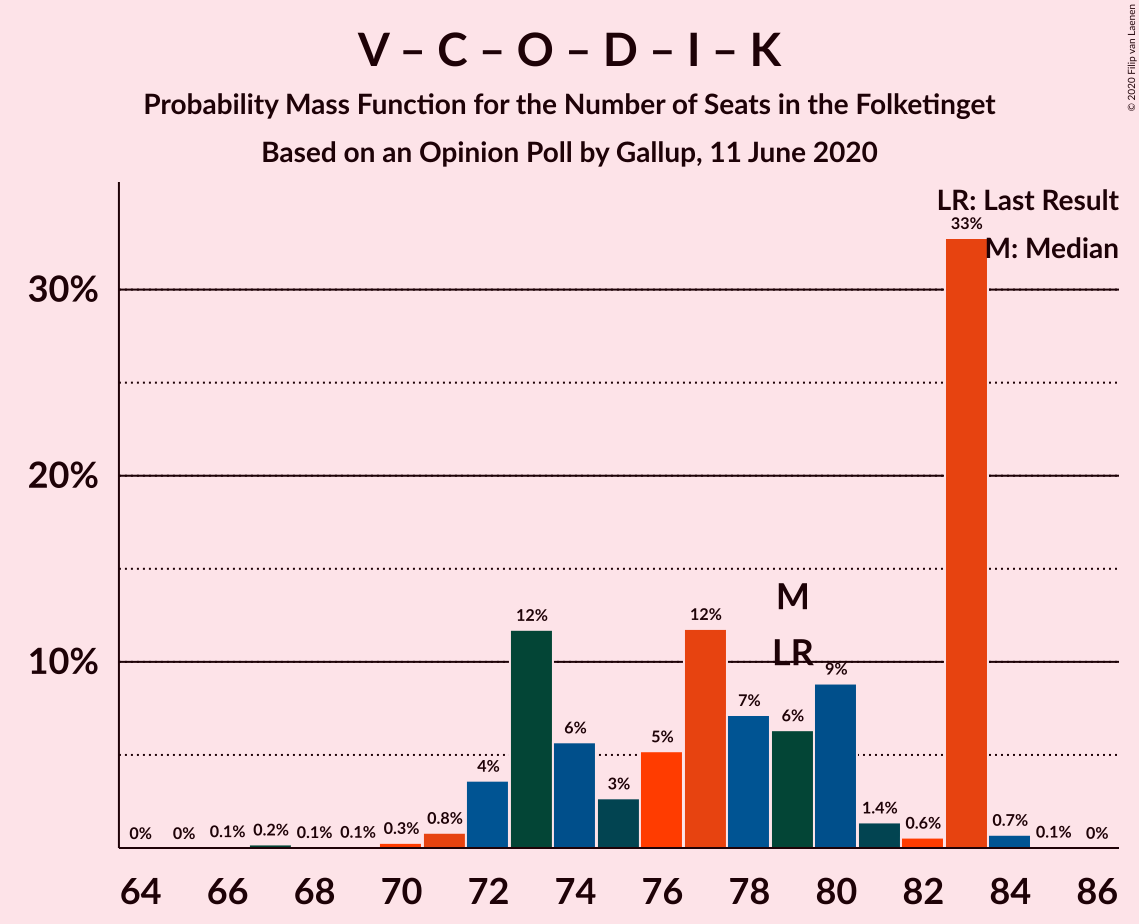 V – C – O – D – I – K
Probability Mass Function for the Number of Seats in the Folketinget
Based on an Opinion Poll by Gallup, 11 June 2020
© 2020 Filip van Laenen
LR: Last Result
M: Median
33%
30%
20%
10%
M
LR
0% 0% 0.1% 0.2% 0.1% 0.1% 0.3% 0.8% 4% 12% 6% 3% 5% 12% 7% 6% 9% 1.4% 0.6% 0.7% 0.1% 0%
64 66 68 70 72 74 76 78 80 82 84 86